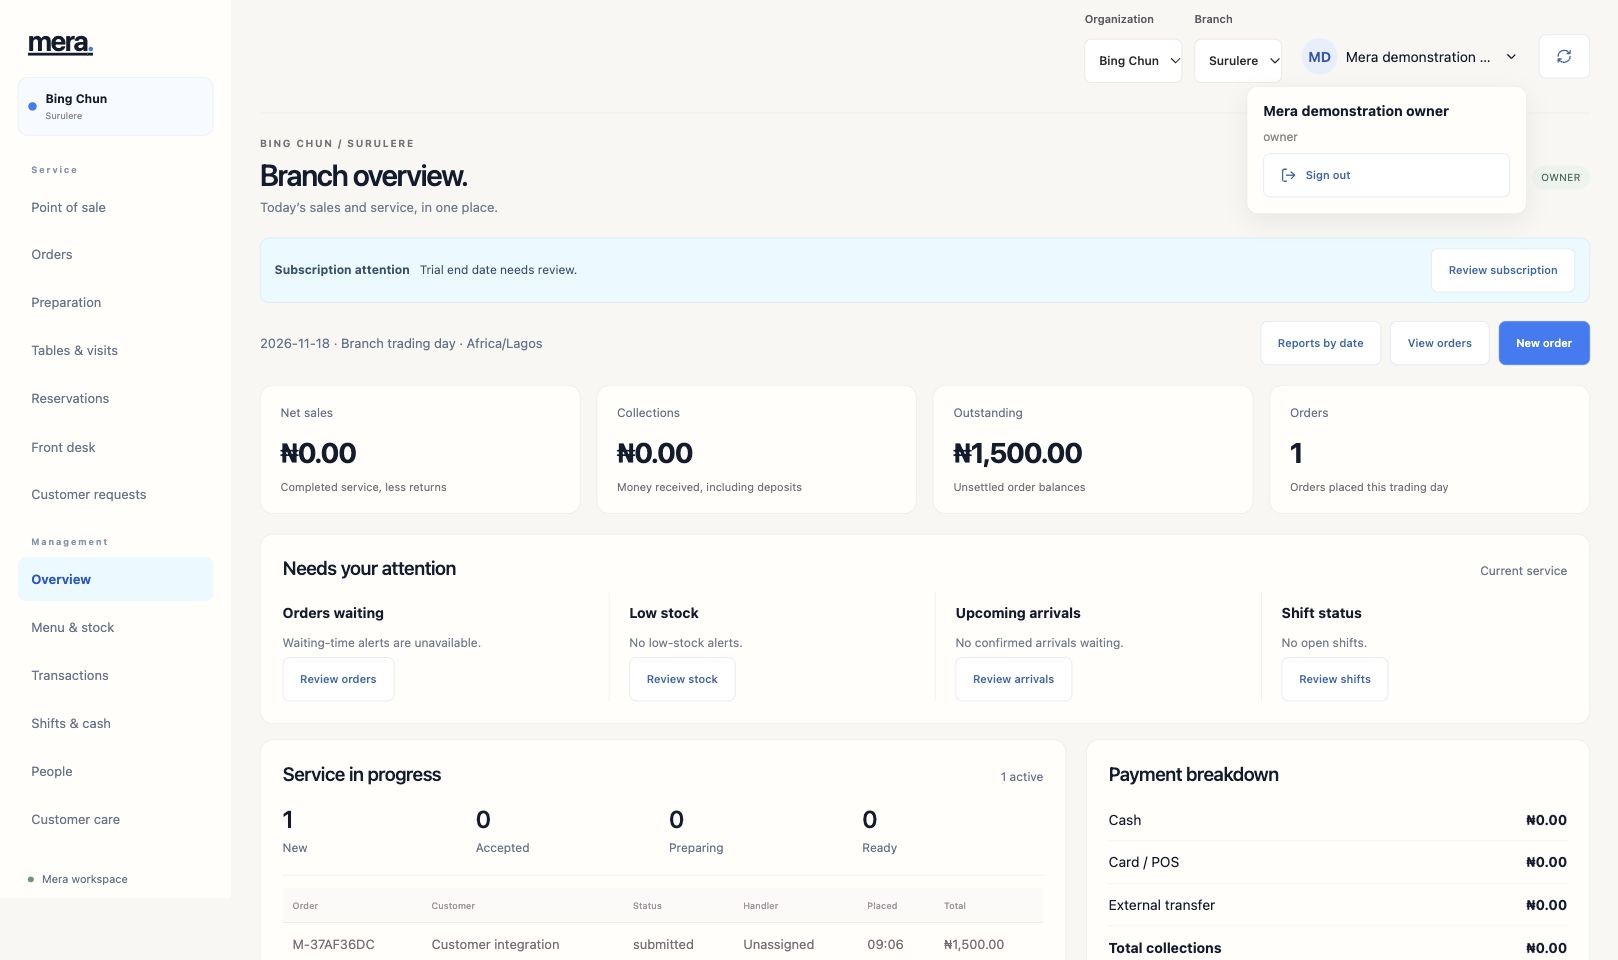 mera.
Bing Chun
Surulere
Service
Point of sale
Orders
Preparation
Tables & visits
Reservations
Front desk
Customer requests
Management
Overview
Menu & stock
Transactions
Shifts & cash
People
Customer care
Mera workspace
Organization
Branch
Bing Chun
Surulere
MD
Mera demonstration ...
Mera demonstration owner
owner
Sign out
BING CHUN / SURULERE
Branch overview.
Today's sales and service, in one place.
OWNER
Subscription attention Trial end date needs review.
Review subscription
2026-11-18 · Branch trading day · Africa/Lagos
Reports by date
View orders
New order
Net sales
₦0.00
Completed service, less returns
Collections
₦0.00
Money received, including deposits
Outstanding
₦1,500.00
Unsettled order balances
Orders
1
Orders placed this trading day
Needs your attention
Current service
Orders waiting
Waiting-time alerts are unavailable.
Review orders
Low stock
No low-stock alerts.
Review stock
Upcoming arrivals
No confirmed arrivals waiting.
Review arrivals
Shift status
No open shifts.
Review shifts
Service in progress
1 active
1
New
0
Accepted
0
Preparing
0
Ready
Order Customer Status Handler Placed Total
M-37AF36DC Customer integration submitted Unassigned 09:06 ₦1,500.00
Payment breakdown
Cash ₦0.00
Card / POS ₦0.00
External transfer ₦0.00
Total collections ₦0.00